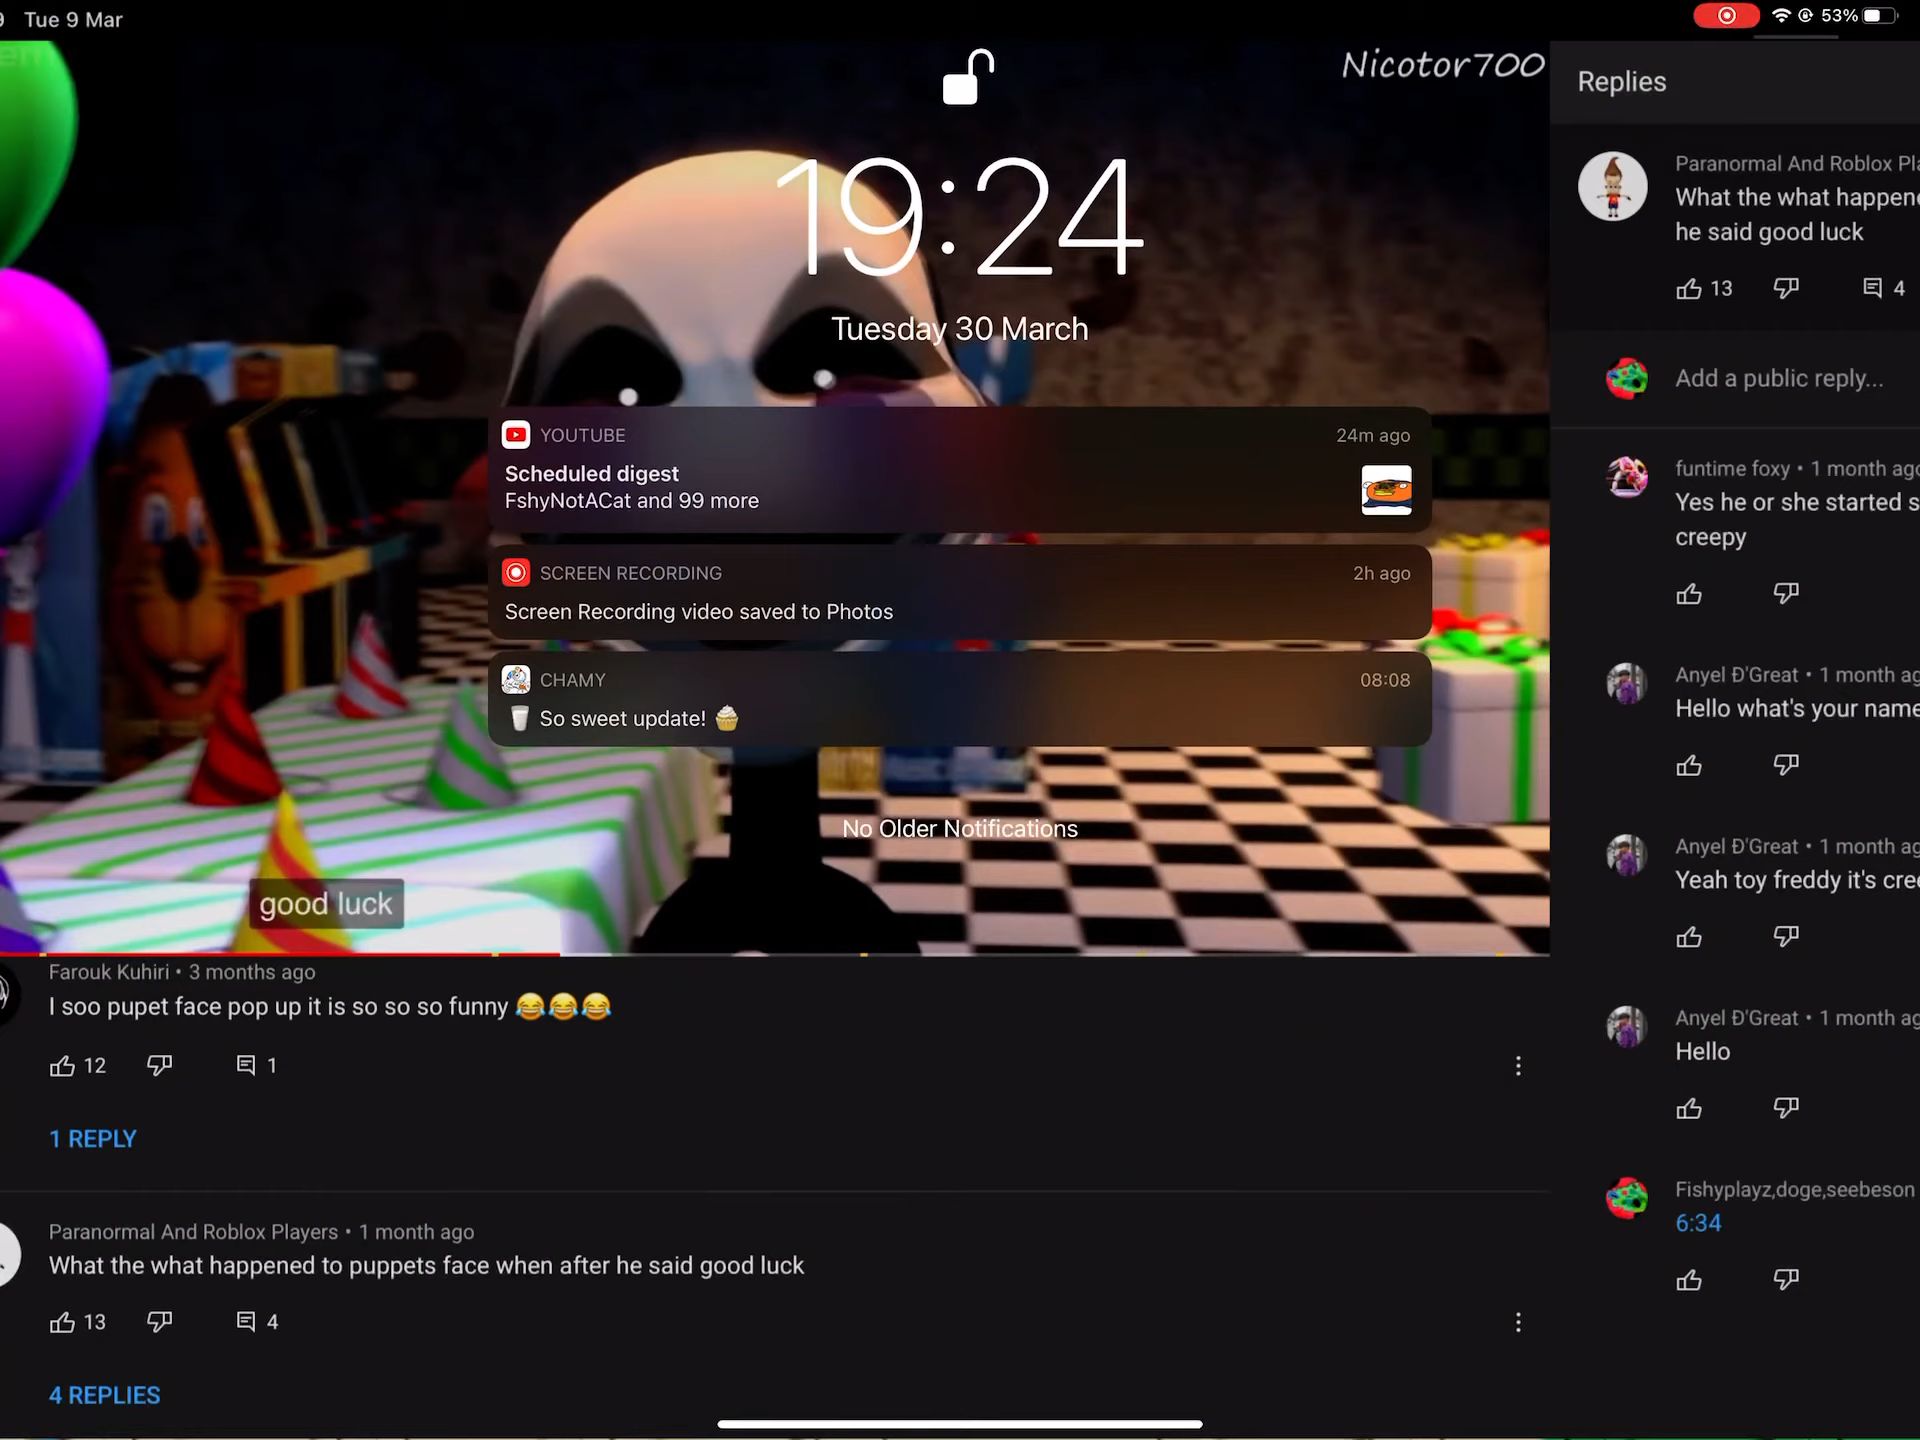 9 Tue 9 Mar
53%
Nicotor700
19:24
Tuesday 30 March
YOUTUBE
24m ago
Scheduled digest
FshyNotACat and 99 more
SCREEN RECORDING
2h ago
Screen Recording video saved to Photos
CHAMY
08:08
So sweet update!
No Older Notifications
good luck
Farouk Kuhiri • 3 months ago
I soo pupet face pop up it is so so so funny 😂😂😂
12
1
1 REPLY
Paranormal And Roblox Players • 1 month ago
What the what happened to puppets face when after he said good luck
13
4
4 REPLIES
Replies
Paranormal And Roblox Pla
What the what happene
he said good luck
13
4
Add a public reply...
funtime foxy • 1 month ago
Yes he or she started s
creepy
Anyel Đ'Great • 1 month ag
Hello what's your name
Anyel Đ'Great • 1 month ag
Yeah toy freddy it's cree
Anyel Đ'Great • 1 month ag
Hello
Fishyplayz,doge,seebeson
6:34